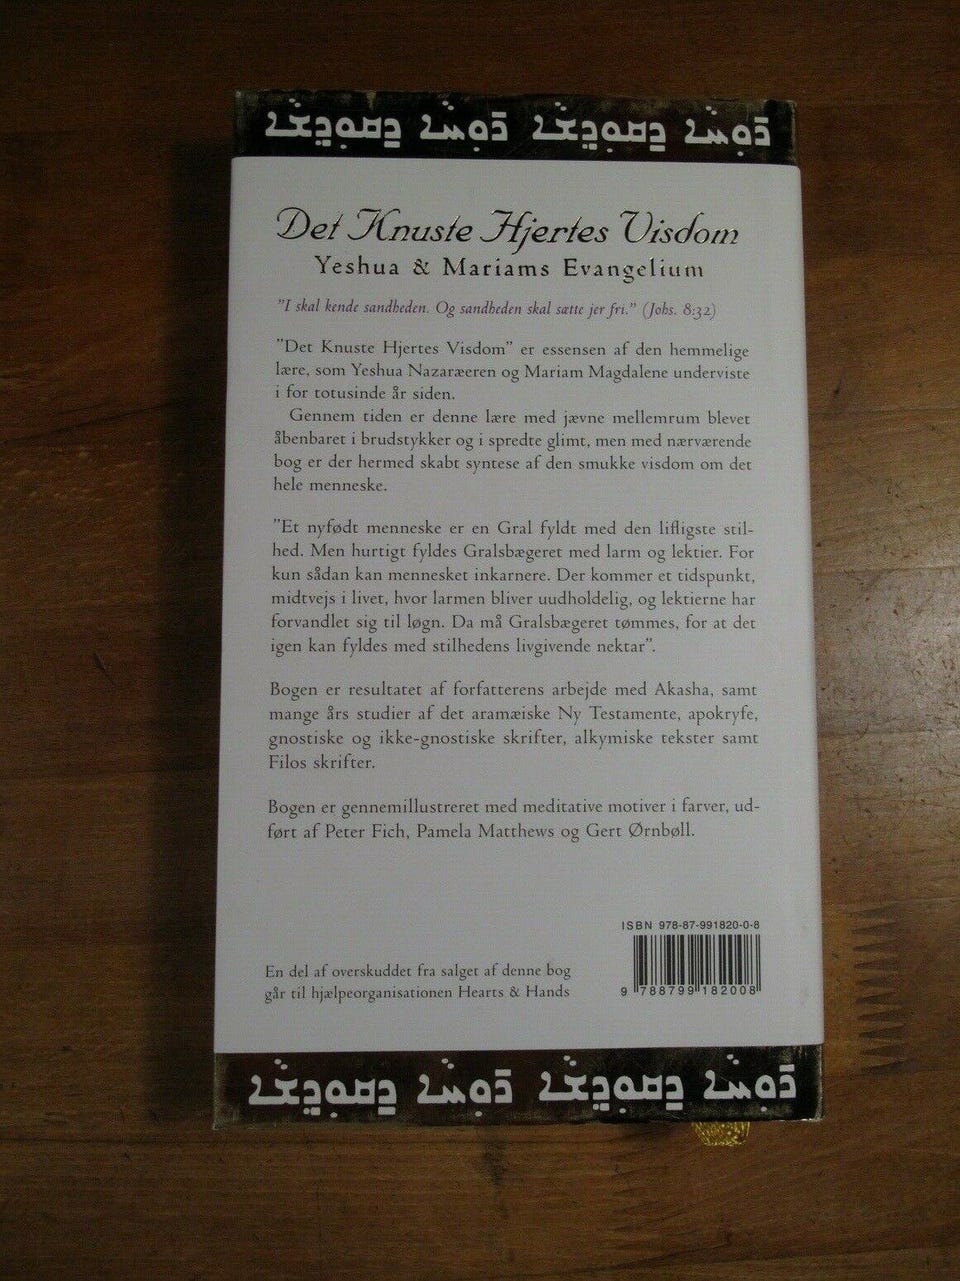 Det Knuste Hjertes Visdom
Yeshua & Mariams Evangelium
"I skal kende sandheden. Og sandheden skal sætte jer fri." (Johs. 8:32)
"Det Knuste Hjertes Visdom" er essensen af den hemmelige
lære, som Yeshua Nazaræeren og Mariam Magdalene underviste
i for totusinde år siden.
Gennem tiden er denne lære med jævne mellemrum blevet
åbenbaret i brudstykker og i spredte glimt, men med nærværende
bog er der hermed skabt syntese af den smukke visdom om det
hele menneske.
"Et nyfødt menneske er en Gral fyldt med den lifligste stil-
hed. Men hurtigt fyldes Gralsbægeret med larm og lektier. For
kun sådan kan mennesket inkarnere. Der kommer et tidspunkt,
midtvejs i livet, hvor larmen bliver uudholdelig, og lektierne har
forvandlet sig til løgn. Da må Gralsbægeret tømmes, for at det
igen kan fyldes med stilhedens livgivende nektar".
Bogen er resultatet af forfatterens arbejde med Akasha, samt
mange års studier af det aramæiske Ny Testamente, apokryfe,
gnostiske og ikke-gnostiske skrifter, alkymiske tekster samt
Filos skrifter.
Bogen er gennemillustreret med meditative motiver i farver, ud-
ført af Peter Fich, Pamela Matthews og Gert Ørnbøll.
ISBN 978-87-991820-0-8
En del af overskuddet fra salget af denne bog
går til hjælpeorganisationen Hearts & Hands
9 788799 182008